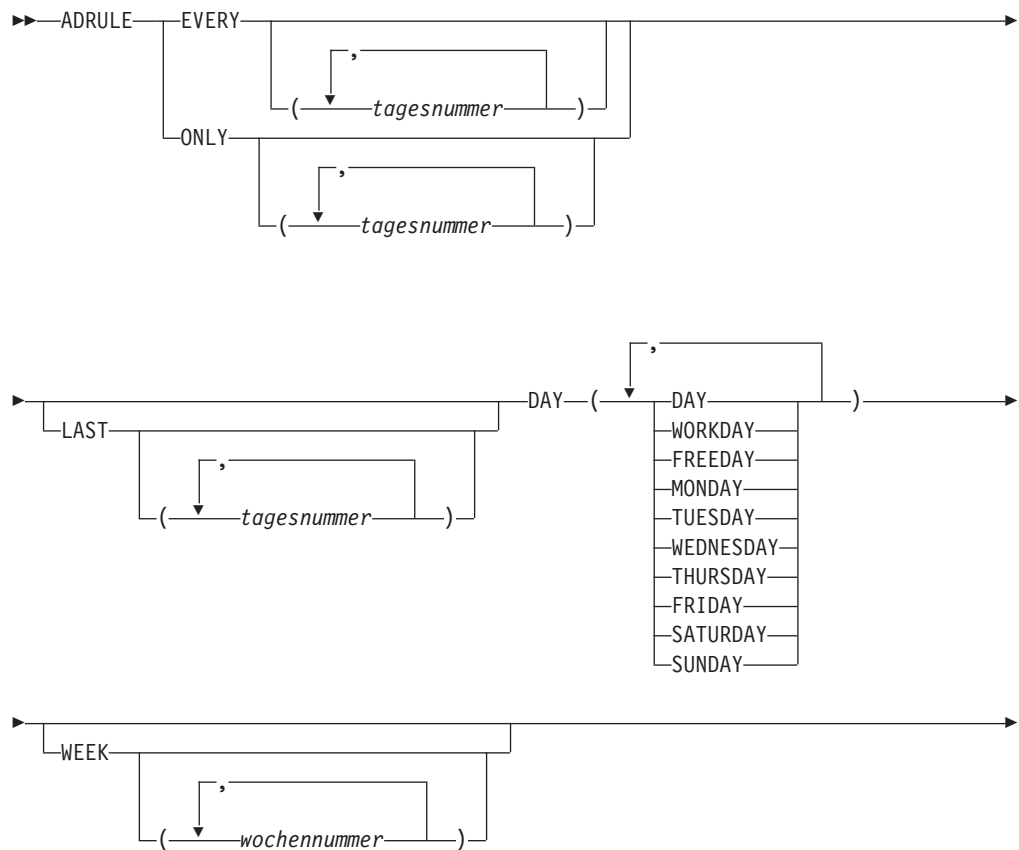 ADRULE EVERY
,
( tagesnummer )
ONLY
,
( tagesnummer )
,
DAY ( DAY )
LAST
WORKDAY
FREEDAY
,
MONDAY
( tagesnummer )
TUESDAY
WEDNESDAY
THURSDAY
FRIDAY
SATURDAY
SUNDAY
WEEK
,
( wochennummer )